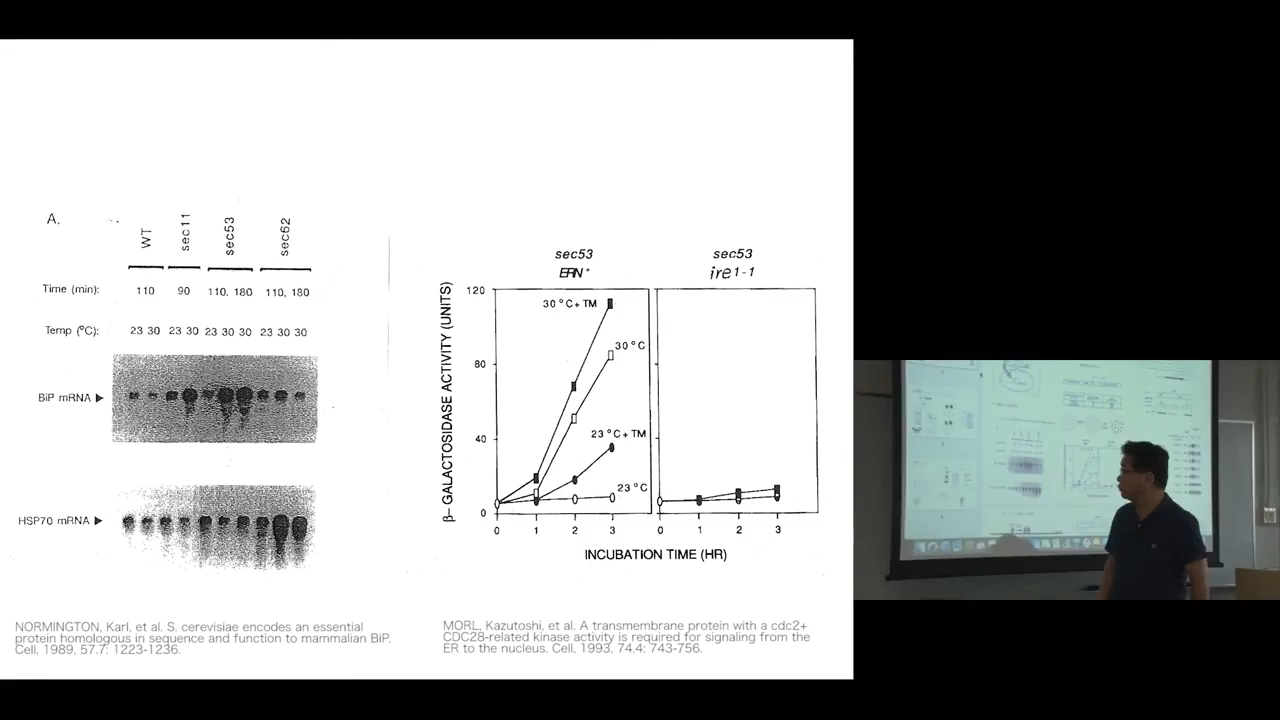 A.
WT
sec11
sec53
sec62
Time (min):
110
90
110, 180
110, 180
Temp (°C):
23 30
23 30
23 30 30
23 30 30
BiP mRNA
HSP70 mRNA
NORMINGTON, Karl, et al. S. cerevisiae encodes an essential
protein homologous in sequence and function to mammalian BiP.
Cell, 1989, 57.7: 1223-1236.
sec53
ERN+
sec53
ire1-1
β-GALACTOSIDASE ACTIVITY (UNITS)
120
80
40
0
30°C+TM
30°C
23°C+TM
23°C
0 1 2 3
0 1 2 3
INCUBATION TIME (HR)
MORL, Kazutoshi, et al. A transmembrane protein with a cdc2+
CDC28-related kinase activity is required for signaling from the
ER to the nucleus. Cell, 1993, 74.4: 743-756.